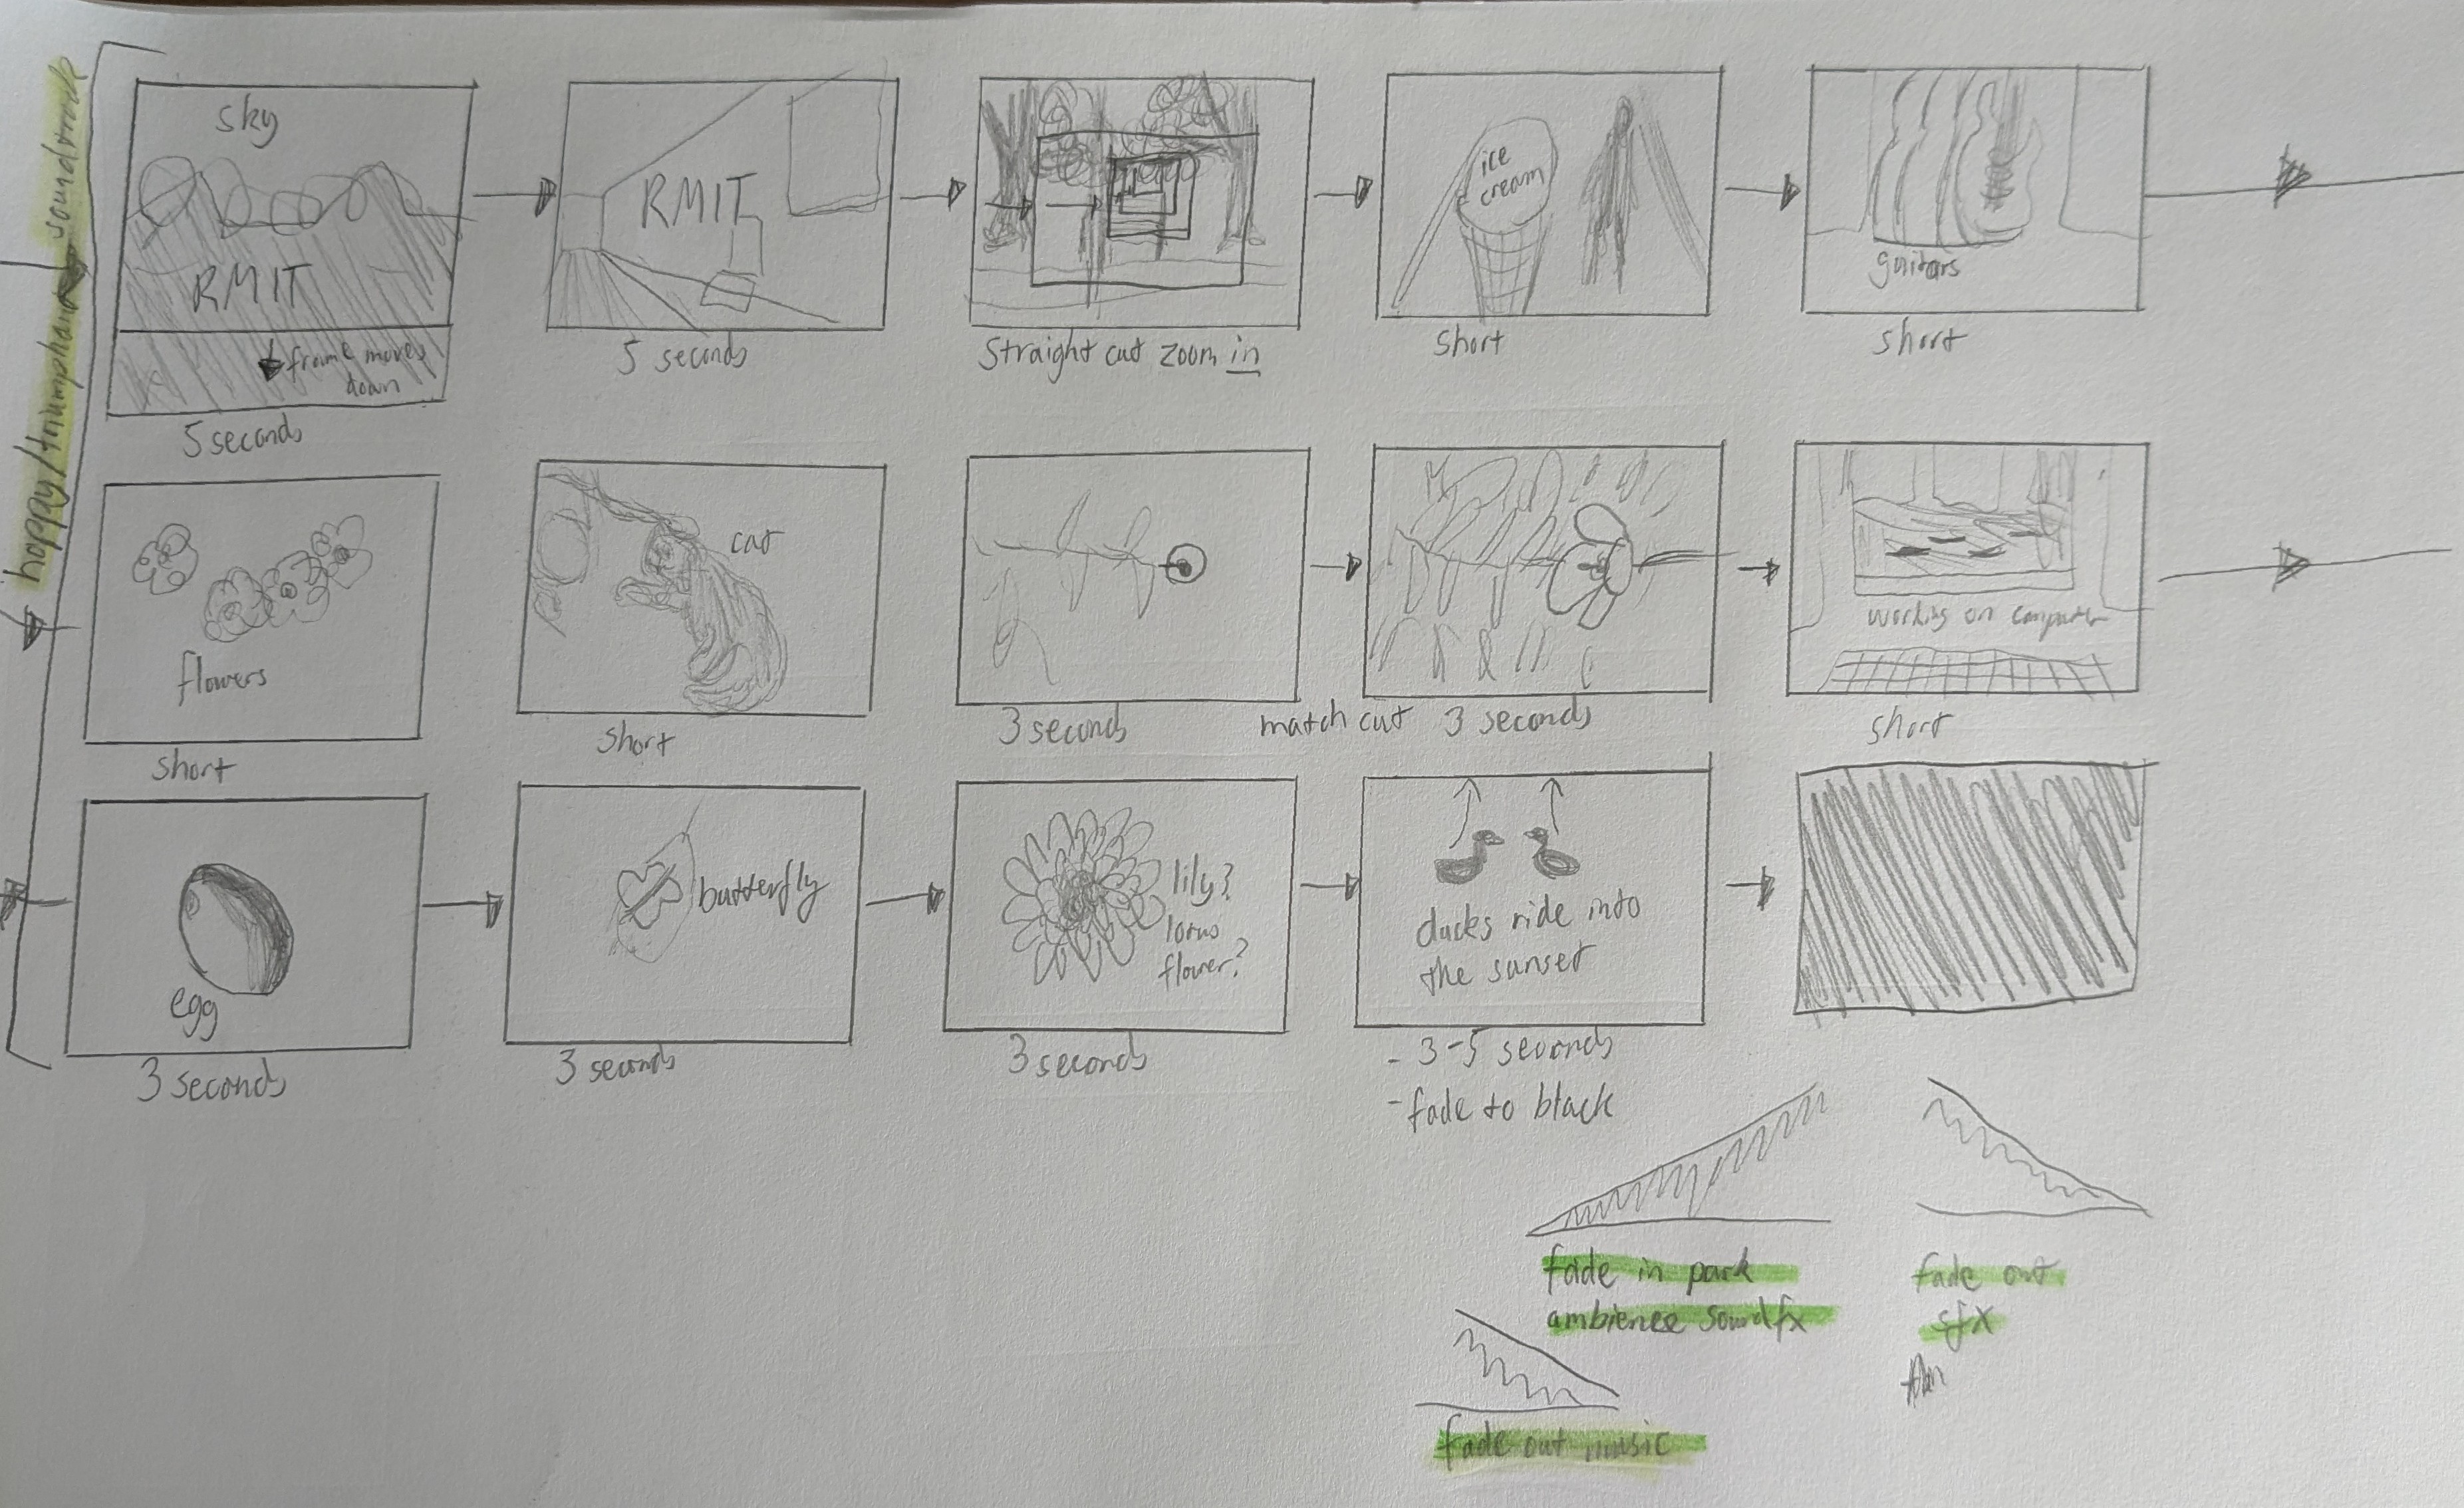 happy/triumphant soundtrack
sky
RMIT
frame moves
down
5 seconds
RMIT
5 seconds
Straight cut zoom in
ice
cream
short
guitars
short
flowers
short
cat
short
3 seconds
match cut
3 seconds
working on computer
short
egg
3 seconds
butterfly
3 seconds
lily?
lotus
flower?
3 seconds
ducks ride into
the sunset
- 3-5 seconds
- fade to black
fade in park
ambience soundfx
fade out
sfx
fade out music